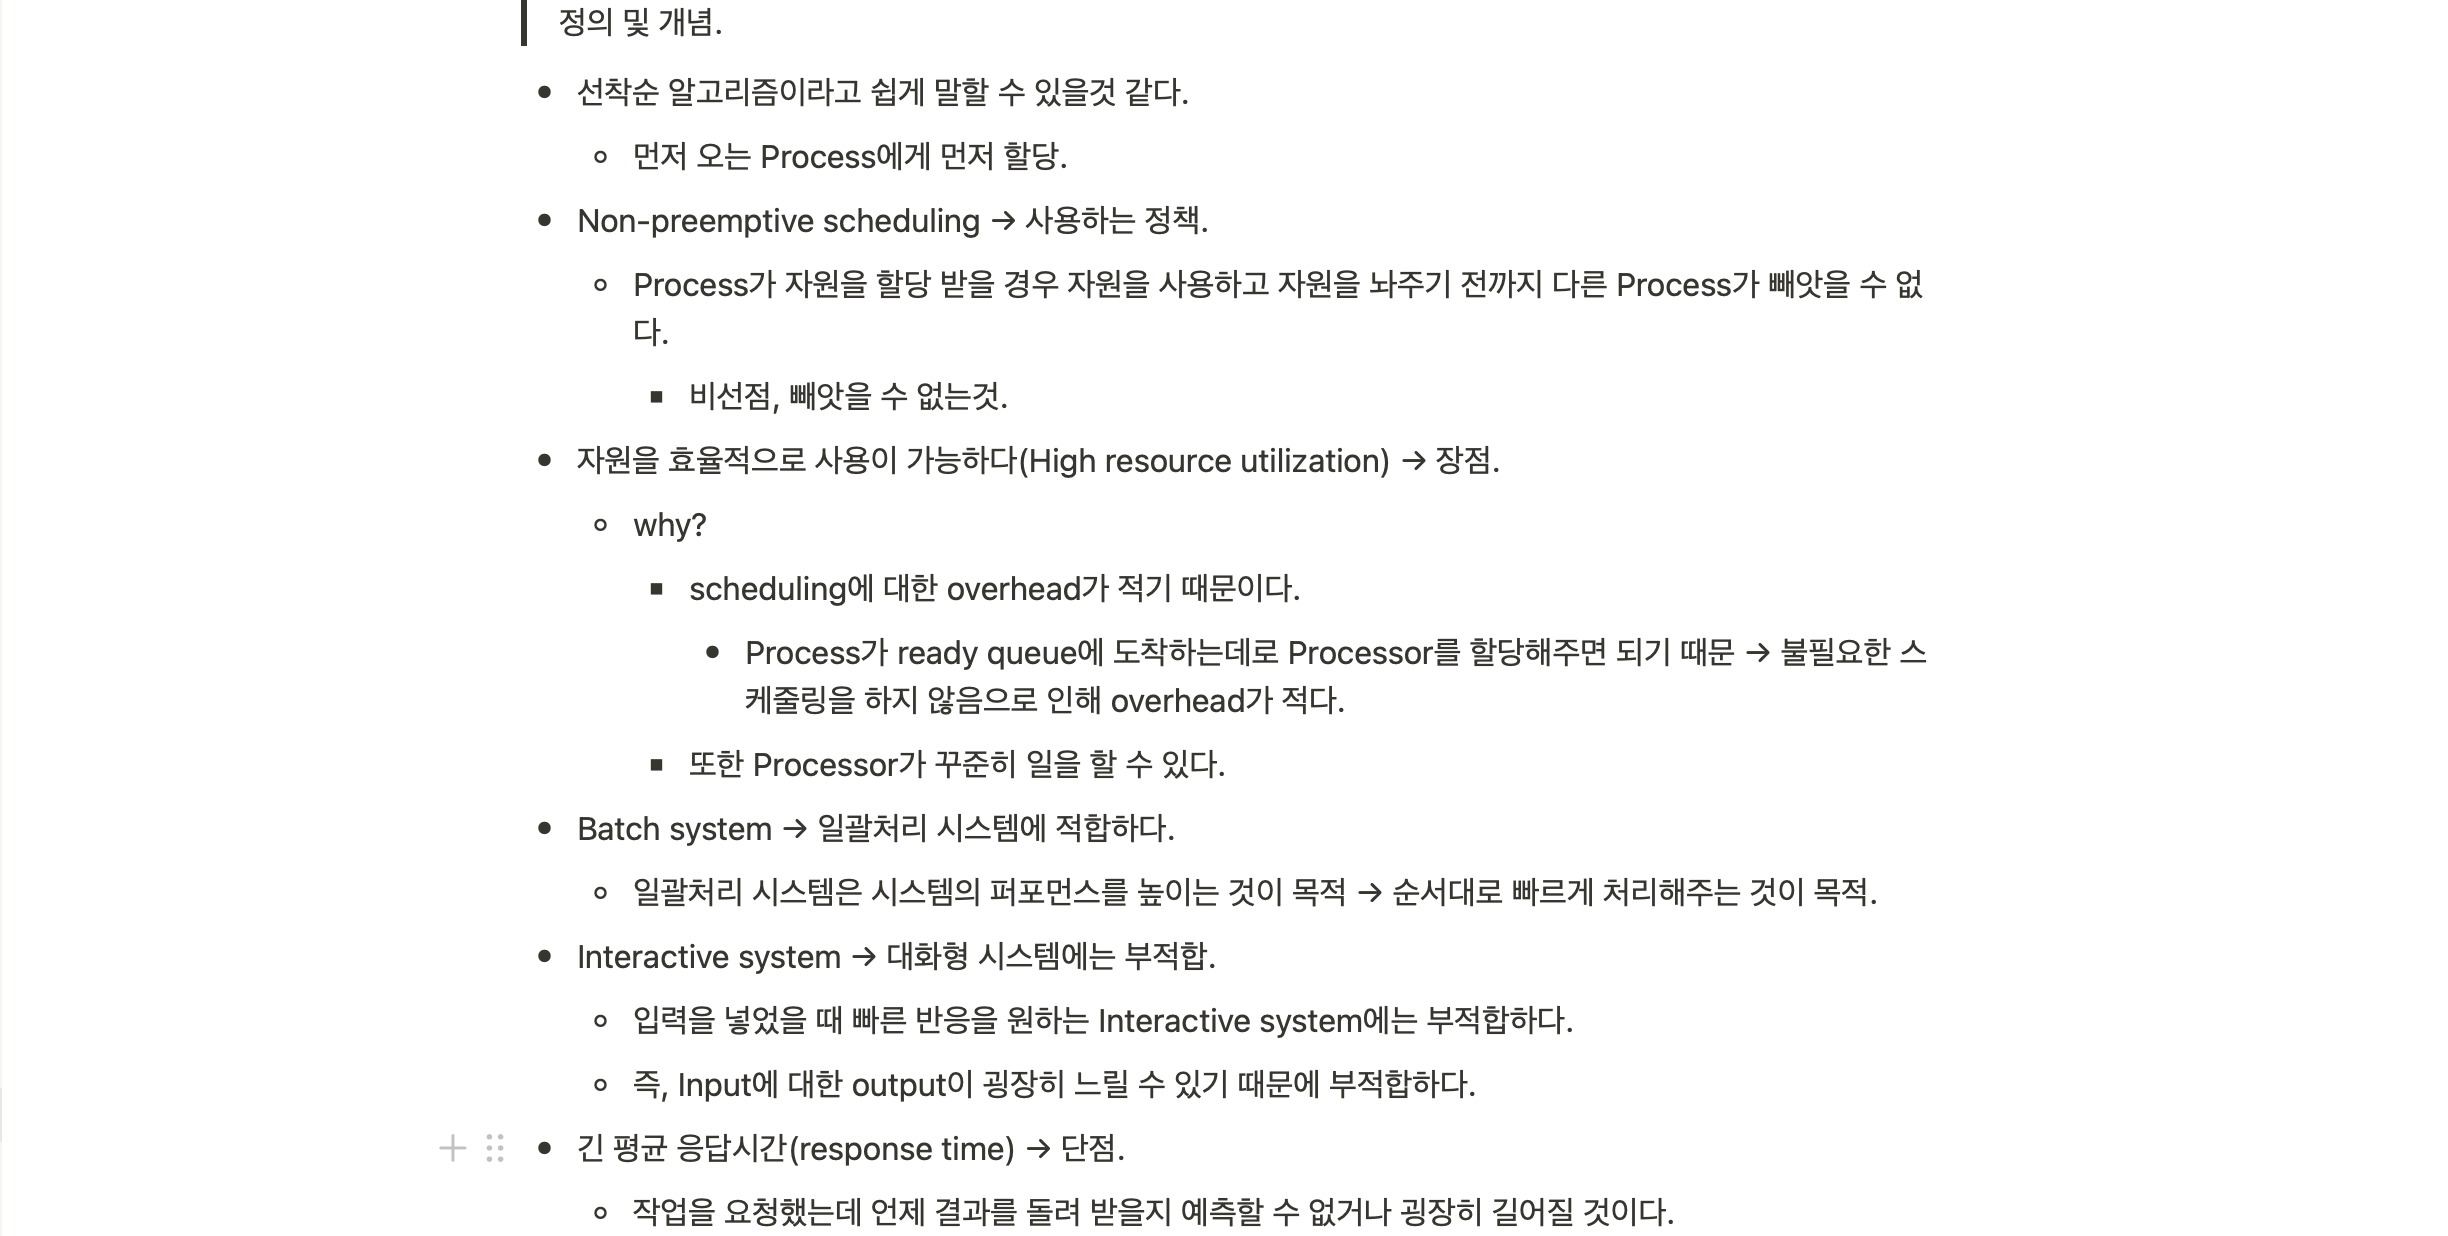 정의 및 개념.
선착순 알고리즘이라고 쉽게 말할 수 있을것 같다.
먼저 오는 Process에게 먼저 할당.
Non-preemptive scheduling → 사용하는 정책.
Process가 자원을 할당 받을 경우 자원을 사용하고 자원을 놔주기 전까지 다른 Process가 빼앗을 수 없
다.
비선점, 빼앗을 수 없는것.
자원을 효율적으로 사용이 가능하다(High resource utilization) → 장점.
why?
scheduling에 대한 overhead가 적기 때문이다.
Process가 ready queue에 도착하는데로 Processor를 할당해주면 되기 때문 → 불필요한 스
케줄링을 하지 않음으로 인해 overhead가 적다.
또한 Processor가 꾸준히 일을 할 수 있다.
Batch system → 일괄처리 시스템에 적합하다.
일괄처리 시스템은 시스템의 퍼포먼스를 높이는 것이 목적 → 순서대로 빠르게 처리해주는 것이 목적.
Interactive system → 대화형 시스템에는 부적합.
입력을 넣었을 때 빠른 반응을 원하는 Interactive system에는 부적합하다.
즉, Input에 대한 output이 굉장히 느릴 수 있기 때문에 부적합하다.
긴 평균 응답시간(response time) → 단점.
작업을 요청했는데 언제 결과를 돌려 받을지 예측할 수 없거나 굉장히 길어질 것이다.